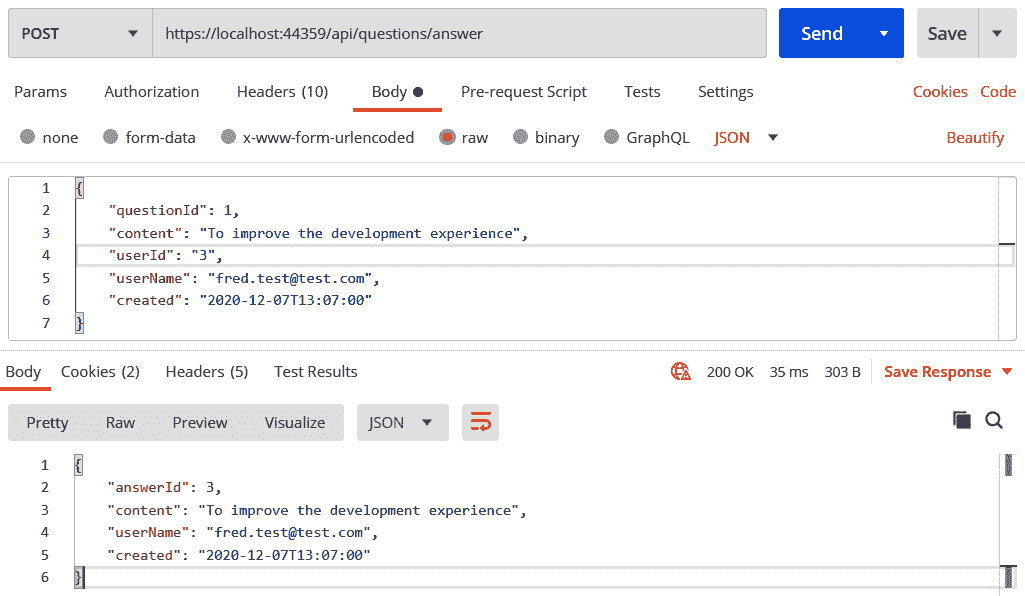 POST https://localhost:44359/api/questions/answer Send Save
Params Authorization Headers (10) Body Pre-request Script Tests Settings Cookies Code
none form-data x-www-form-urlencoded raw binary GraphQL JSON Beautify
1 {
2 "questionId": 1,
3 "content": "To improve the development experience",
4 "userId": "3",
5 "userName": "fred.test@test.com",
6 "created": "2020-12-07T13:07:00"
7 }
Body Cookies (2) Headers (5) Test Results 200 OK 35 ms 303 B Save Response
Pretty Raw Preview Visualize JSON
1 {
2 "answerId": 3,
3 "content": "To improve the development experience",
4 "userName": "fred.test@test.com",
5 "created": "2020-12-07T13:07:00"
6 }